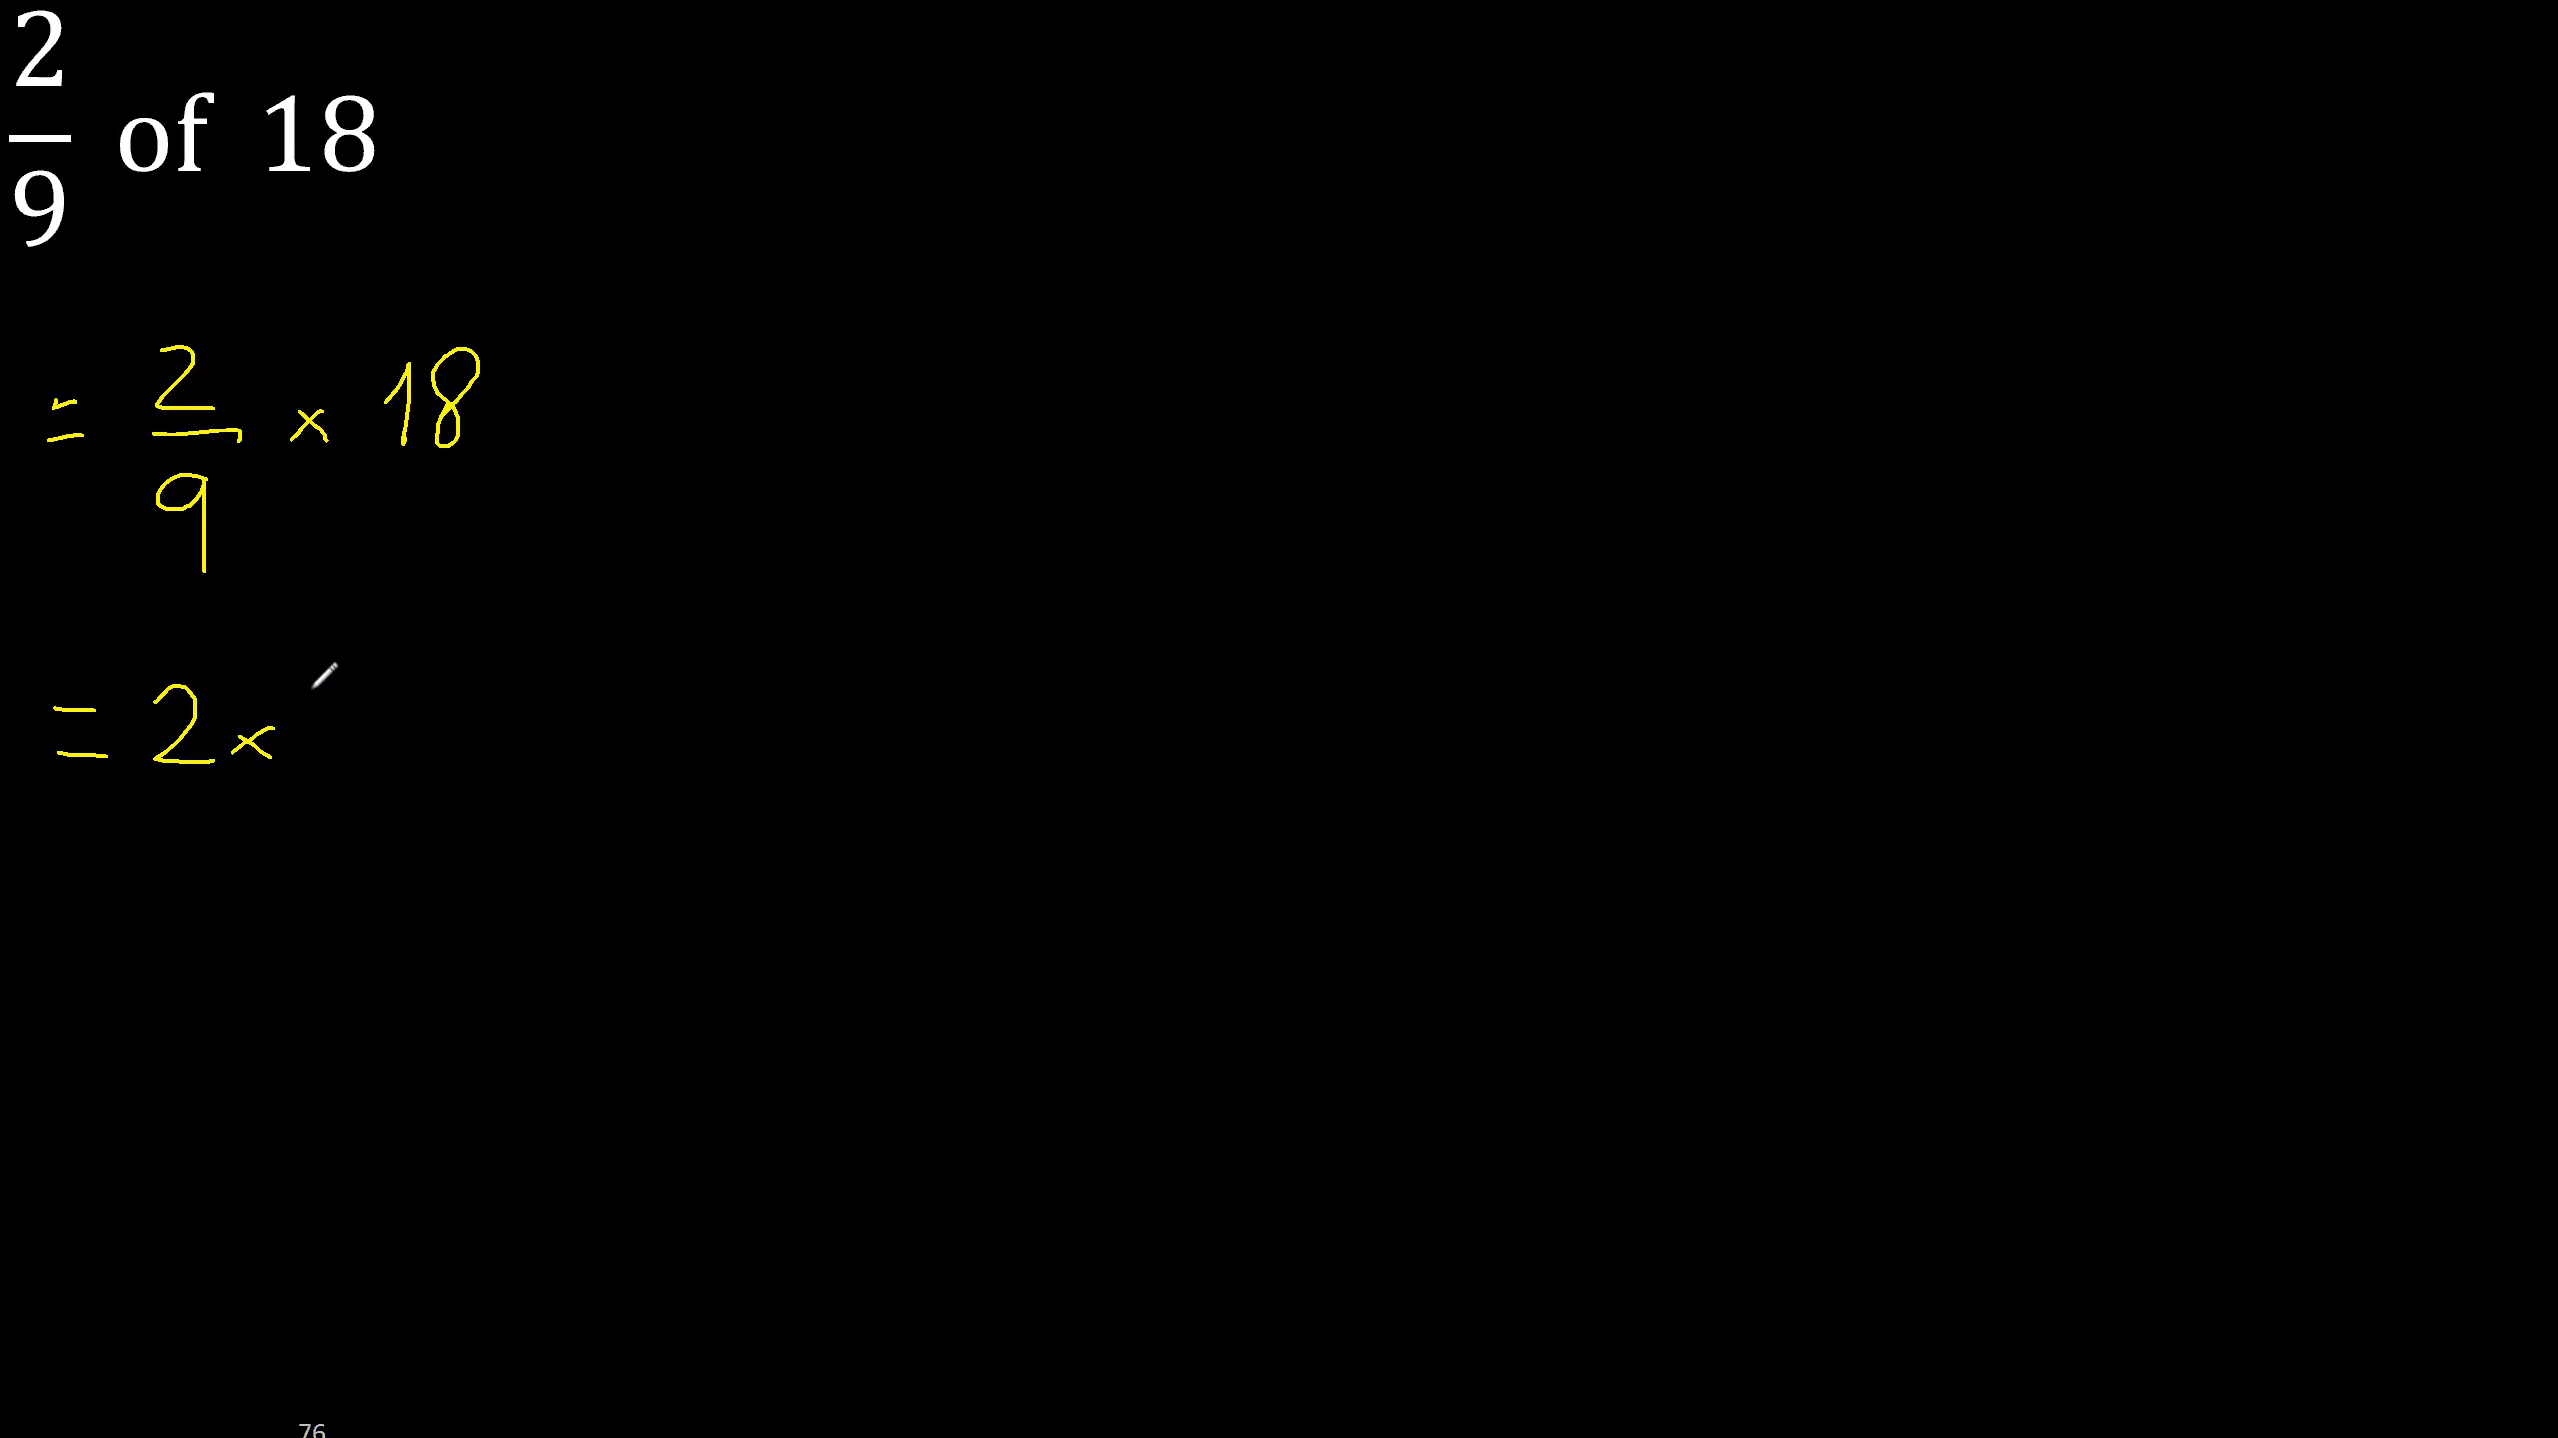 2/9 of 18
= 2/9 × 18
= 2 ×
76